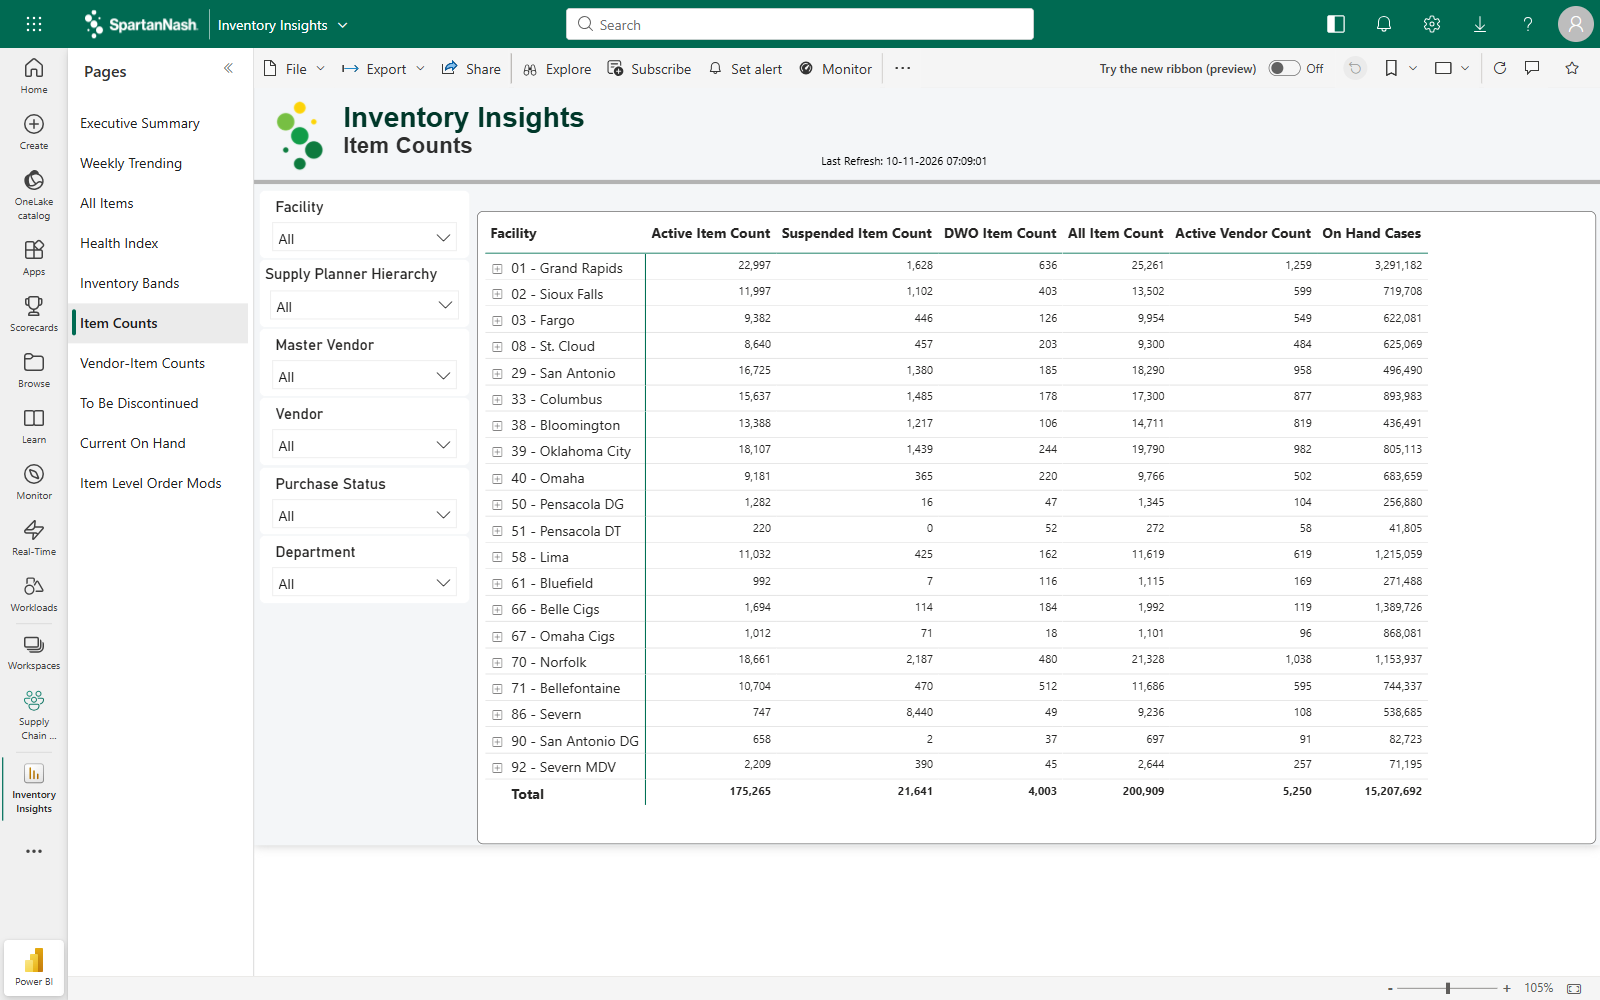 SpartanNash
Inventory Insights
Search
Home
Create
OneLake catalog
Apps
Scorecards
Browse
Learn
Monitor
Real-Time
Workloads
Workspaces
Supply Chain ...
Inventory Insights
Power BI
Pages
Executive Summary
Weekly Trending
All Items
Health Index
Inventory Bands
Item Counts
Vendor-Item Counts
To Be Discontinued
Current On Hand
Item Level Order Mods
File
Export
Share
Explore
Subscribe
Set alert
Monitor
Try the new ribbon (preview)
Off
Inventory Insights
Item Counts
Last Refresh: 10-11-2026 07:09:01
Facility
All
Supply Planner Hierarchy
All
Master Vendor
All
Vendor
All
Purchase Status
All
Department
All
Facility Active Item Count Suspended Item Count DWO Item Count All Item Count Active Vendor Count On Hand Cases
01 - Grand Rapids 22,997 1,628 636 25,261 1,259 3,291,182
02 - Sioux Falls 11,997 1,102 403 13,502 599 719,708
03 - Fargo 9,382 446 126 9,954 549 622,081
08 - St. Cloud 8,640 457 203 9,300 484 625,069
29 - San Antonio 16,725 1,380 185 18,290 958 496,490
33 - Columbus 15,637 1,485 178 17,300 877 893,983
38 - Bloomington 13,388 1,217 106 14,711 819 436,491
39 - Oklahoma City 18,107 1,439 244 19,790 982 805,113
40 - Omaha 9,181 365 220 9,766 502 683,659
50 - Pensacola DG 1,282 16 47 1,345 104 256,880
51 - Pensacola DT 220 0 52 272 58 41,805
58 - Lima 11,032 425 162 11,619 619 1,215,059
61 - Bluefield 992 7 116 1,115 169 271,488
66 - Belle Cigs 1,694 114 184 1,992 119 1,389,726
67 - Omaha Cigs 1,012 71 18 1,101 96 868,081
70 - Norfolk 18,661 2,187 480 21,328 1,038 1,153,937
71 - Bellefontaine 10,704 470 512 11,686 595 744,337
86 - Severn 747 8,440 49 9,236 108 538,685
90 - San Antonio DG 658 2 37 697 91 82,723
92 - Severn MDV 2,209 390 45 2,644 257 71,195
Total 175,265 21,641 4,003 200,909 5,250 15,207,692
105%